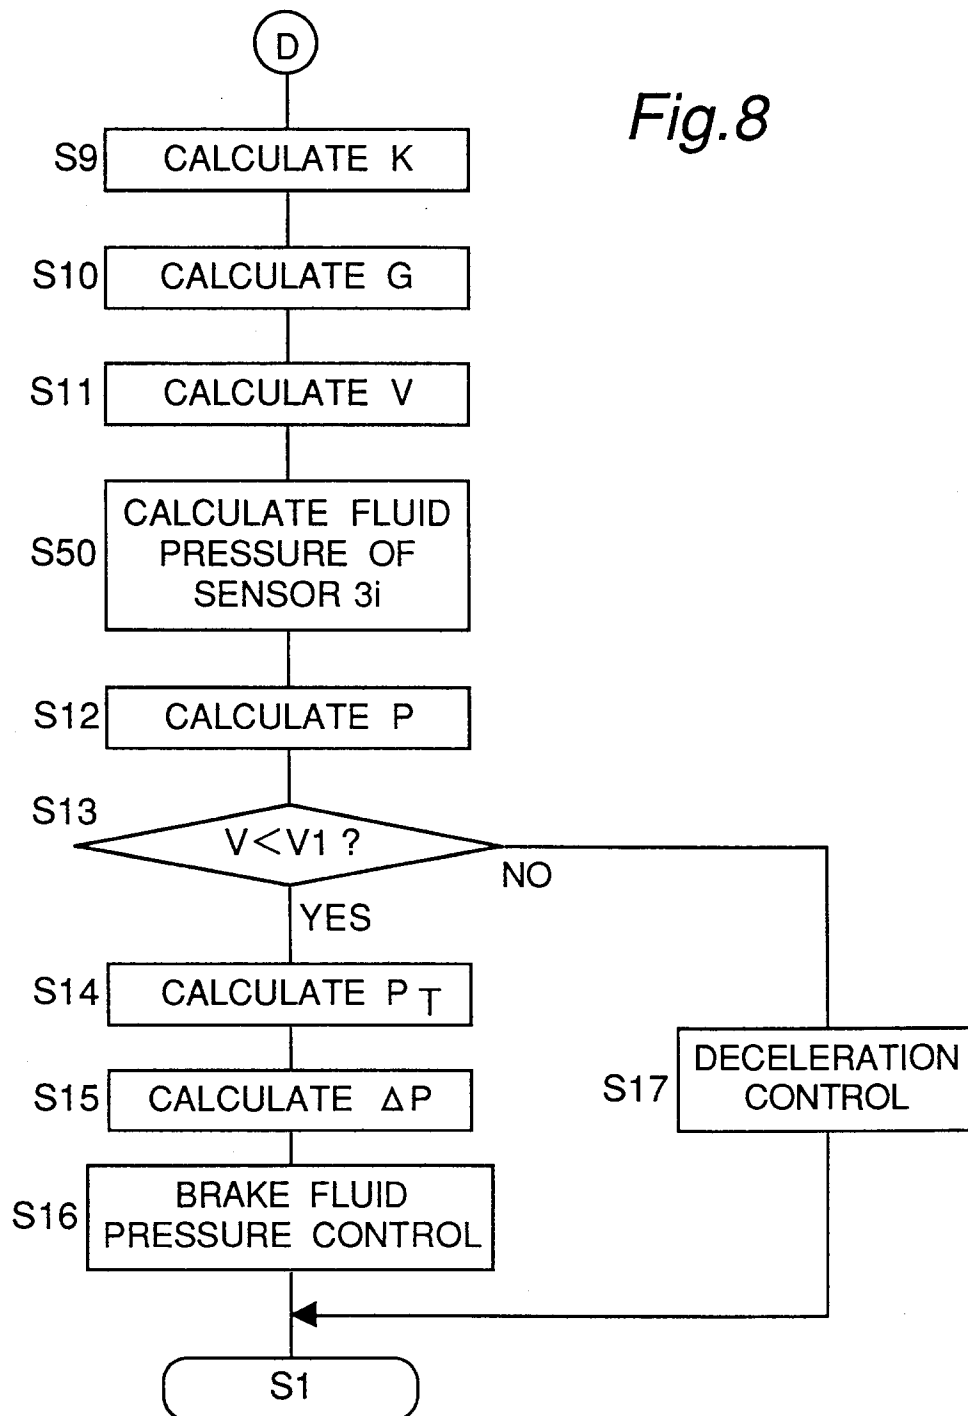 D
Fig.8
S9
CALCULATE K
S10
CALCULATE G
S11
CALCULATE V
S50
CALCULATE FLUID
PRESSURE OF
SENSOR 3i
S12
CALCULATE P
S13
V<V1 ?
NO
YES
S14
CALCULATE PT
S15
CALCULATE ΔP
S17
DECELERATION
CONTROL
S16
BRAKE FLUID
PRESSURE CONTROL
S1